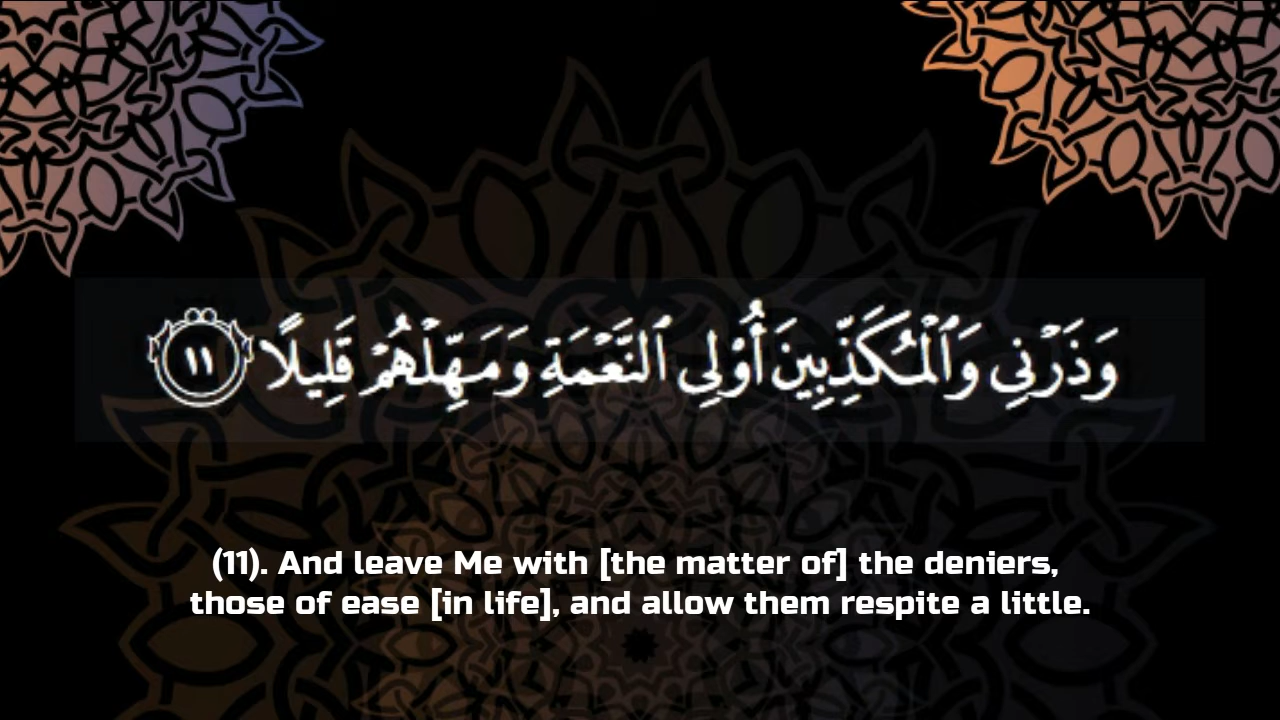 وَذَرْنِى وَٱلْمُكَذِّبِينَ أُو۟لِى ٱلنَّعْمَةِ وَمَهِّلْهُمْ قَلِيلًا ١١
(11). And leave Me with [the matter of] the deniers,
those of ease [in life], and allow them respite a little.